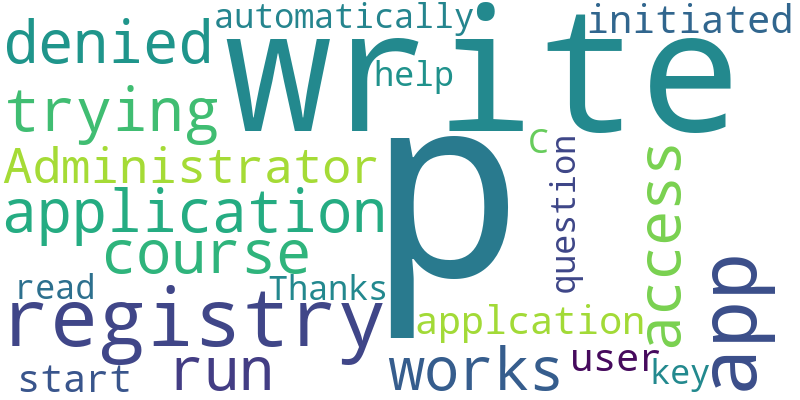 automatically
initiated
denied
write
help
trying
C
Administrator
question
access
application
p
course
app
read
Thanks
registry
applcation
run
works
user
start
key